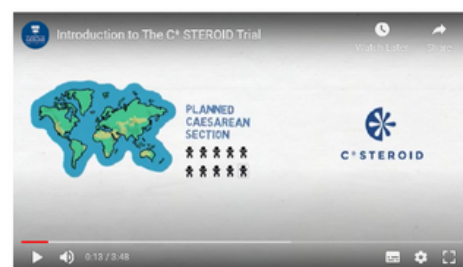 Introduction to The C* STEROID Trial
Watch Later
Share
PLANNED
CAESAREAN
SECTION
C*STEROID
0:13 / 3:48